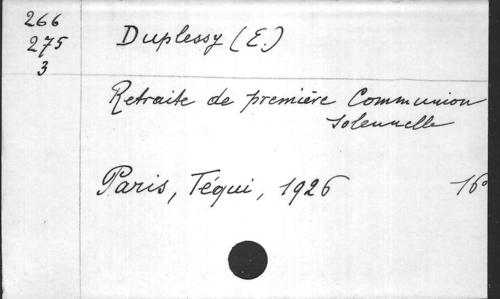 266
275
3
Duplessy (E.)
Retraite de première Communion
solennelle
Paris, Téqui, 1926 16°